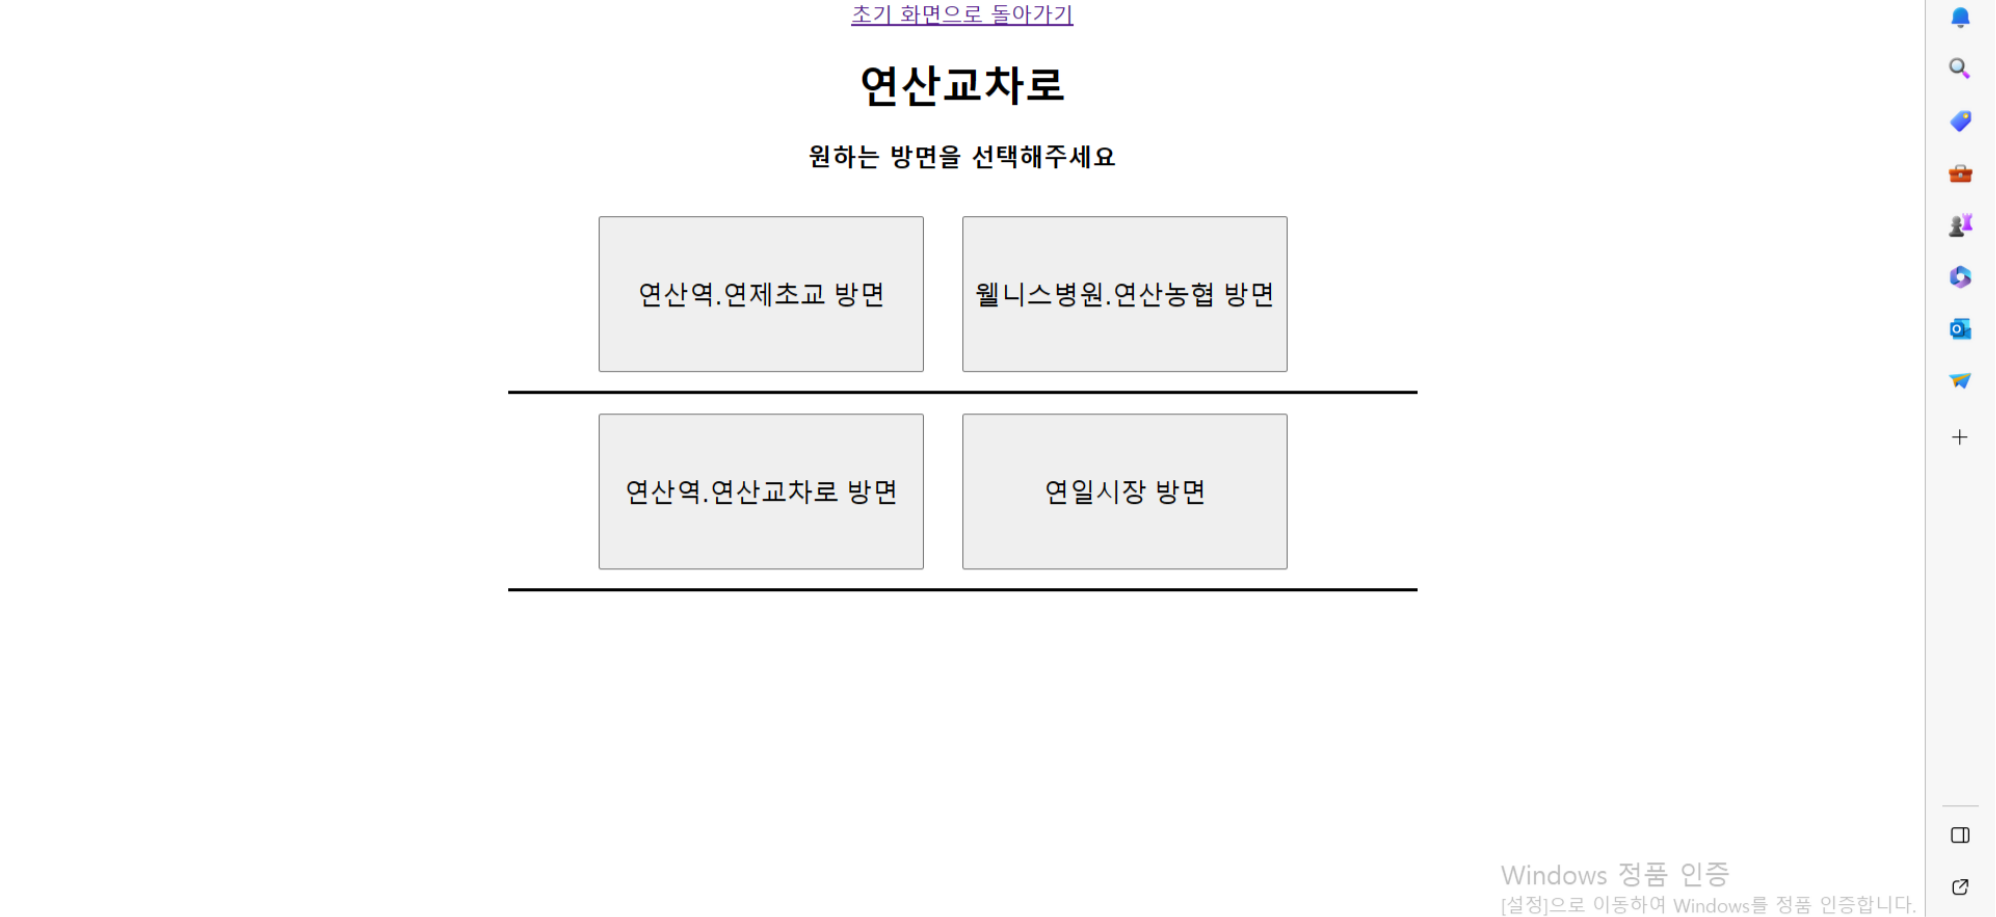 초기 화면으로 돌아가기
연산교차로
원하는 방면을 선택해주세요
연산역.연제초교 방면
웰니스병원.연산농협 방면
연산역.연산교차로 방면
연일시장 방면
Windows 정품 인증
[설정]으로 이동하여 Windows를 정품 인증합니다.